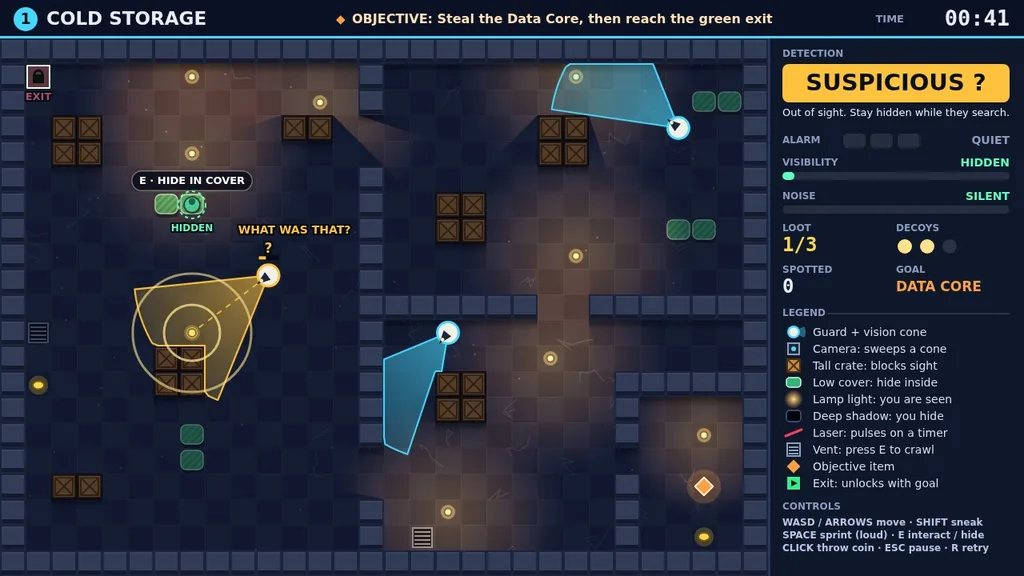 1 COLD STORAGE
◆ OBJECTIVE: Steal the Data Core, then reach the green exit
TIME 00:41
EXIT
E · HIDE IN COVER
HIDDEN
WHAT WAS THAT?
?
DETECTION
SUSPICIOUS ?
Out of sight. Stay hidden while they search.
ALARM QUIET
VISIBILITY HIDDEN
NOISE SILENT
LOOT DECOYS
1/3
SPOTTED GOAL
0 DATA CORE
LEGEND
Guard + vision cone
Camera: sweeps a cone
Tall crate: blocks sight
Low cover: hide inside
Lamp light: you are seen
Deep shadow: you hide
Laser: pulses on a timer
Vent: press E to crawl
Objective item
Exit: unlocks with goal
CONTROLS
WASD / ARROWS move · SHIFT sneak
SPACE sprint (loud) · E interact / hide
CLICK throw coin · ESC pause · R retry